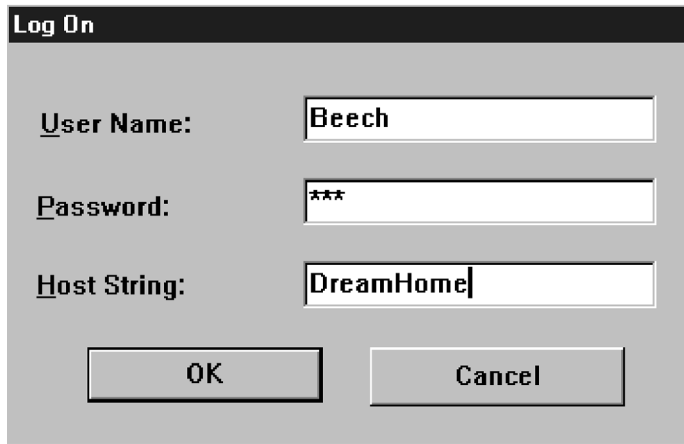 Log On
User Name: Beech
Password: ***
Host String: DreamHome
OK Cancel